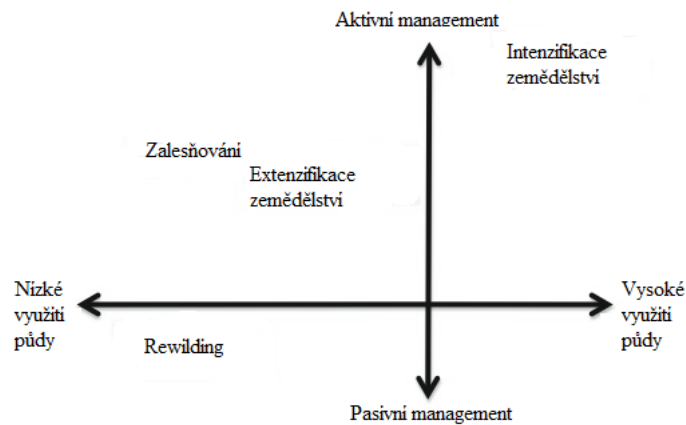 Aktivní management
Intenzifikace
zemědělství
Zalesňování
Extenzifikace
zemědělství
Nízké
využití
půdy
Vysoké
využití
půdy
Rewilding
Pasivní management